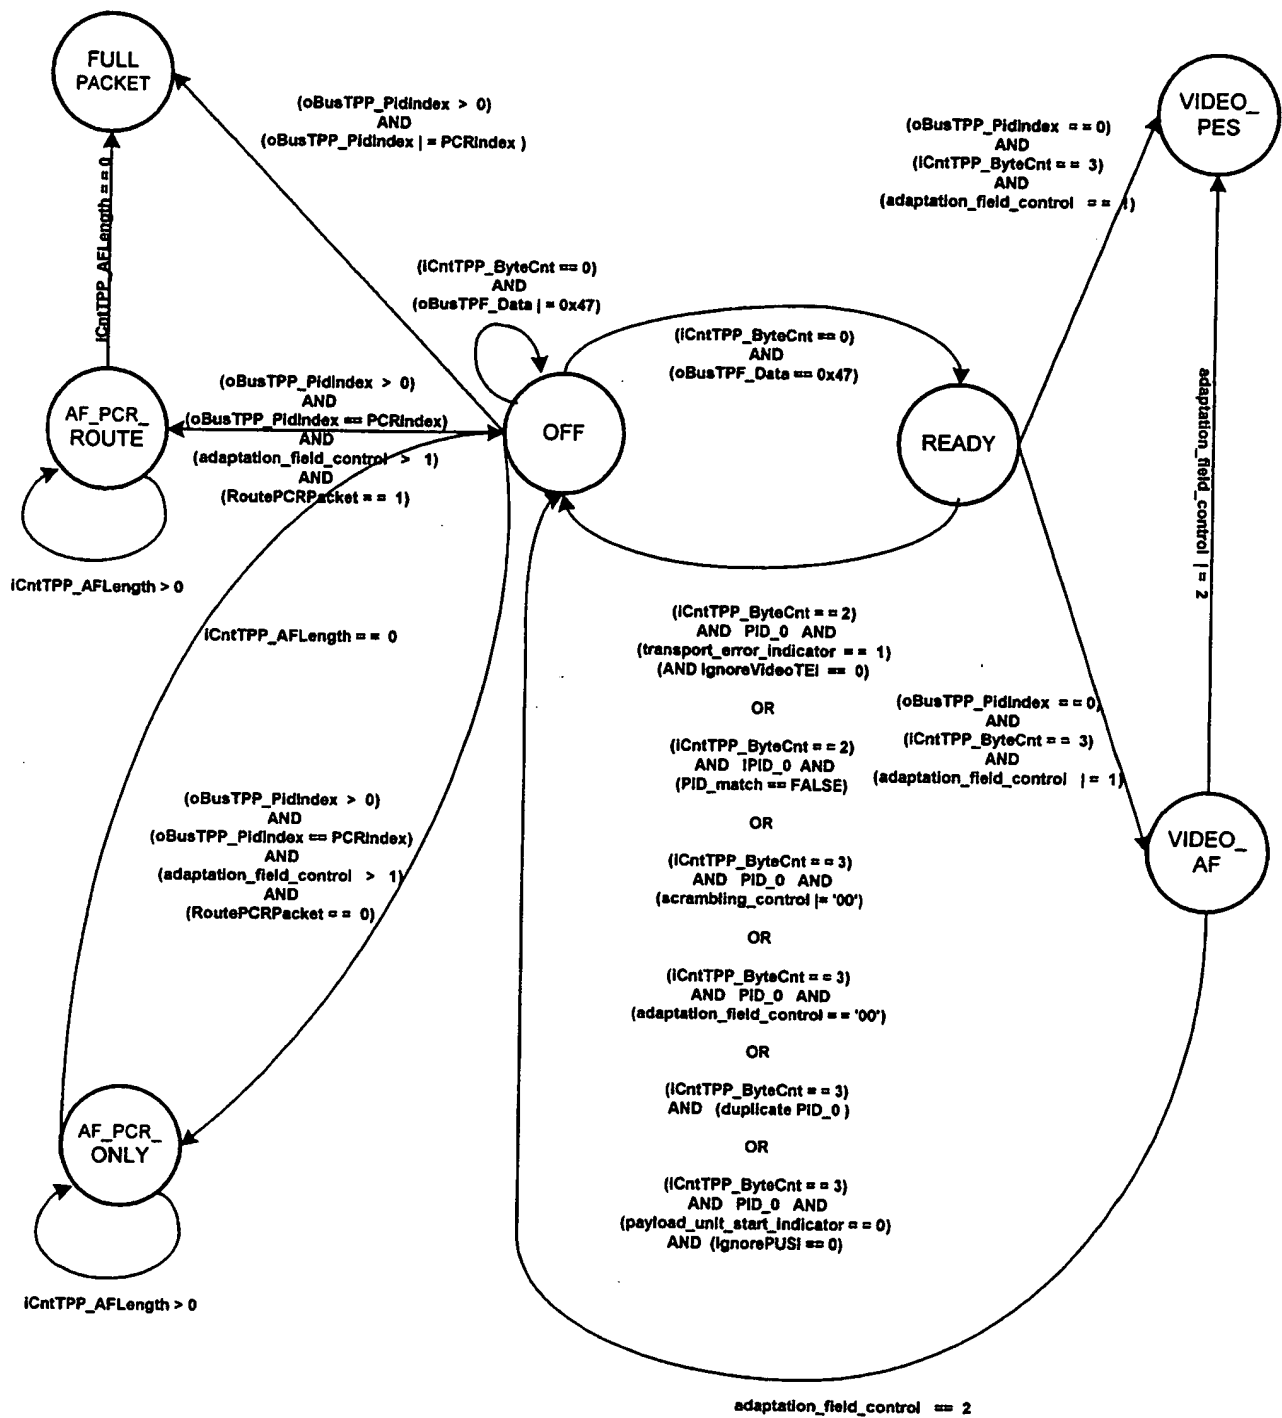 FULL
PACKET
(oBusTPP_PidIndex > 0)
AND
(oBusTPP_PidIndex | = PCRIndex )
VIDEO_
PES
(oBusTPP_PidIndex = = 0)
AND
(iCntTPP_ByteCnt = = 3)
AND
(adaptation_field_control = = 1)
iCntTPP_AFLength = = 0
(iCntTPP_ByteCnt == 0)
AND
(oBusTPF_Data | = 0x47)
(iCntTPP_ByteCnt == 0)
AND
(oBusTPF_Data == 0x47)
adaptation_field_control | = 2
AF_PCR_
ROUTE
(oBusTPP_PidIndex > 0)
AND
(oBusTPP_PidIndex == PCRIndex)
AND
(adaptation_field_control > 1)
AND
(RoutePCRPacket = = 1)
OFF
READY
iCntTPP_AFLength > 0
iCntTPP_AFLength = = 0
(iCntTPP_ByteCnt = = 2)
AND PID_0 AND
(transport_error_indicator = = 1)
(AND IgnoreVideoTEI == 0)
OR
(iCntTPP_ByteCnt = = 2)
AND !PID_0 AND
(PID_match == FALSE)
OR
(iCntTPP_ByteCnt = = 3)
AND PID_0 AND
(scrambling_control |= '00')
OR
(iCntTPP_ByteCnt = = 3)
AND PID_0 AND
(adaptation_field_control = = '00')
OR
(iCntTPP_ByteCnt = = 3)
AND (duplicate PID_0 )
OR
(iCntTPP_ByteCnt = = 3)
AND PID_0 AND
(payload_unit_start_indicator = = 0)
AND (IgnorePUSI == 0)
(oBusTPP_PidIndex = = 0)
AND
(iCntTPP_ByteCnt = = 3)
AND
(adaptation_field_control | = 1)
VIDEO_
AF
(oBusTPP_PidIndex > 0)
AND
(oBusTPP_PidIndex == PCRIndex)
AND
(adaptation_field_control > 1)
AND
(RoutePCRPacket = = 0)
AF_PCR_
ONLY
iCntTPP_AFLength > 0
adaptation_field_control == 2